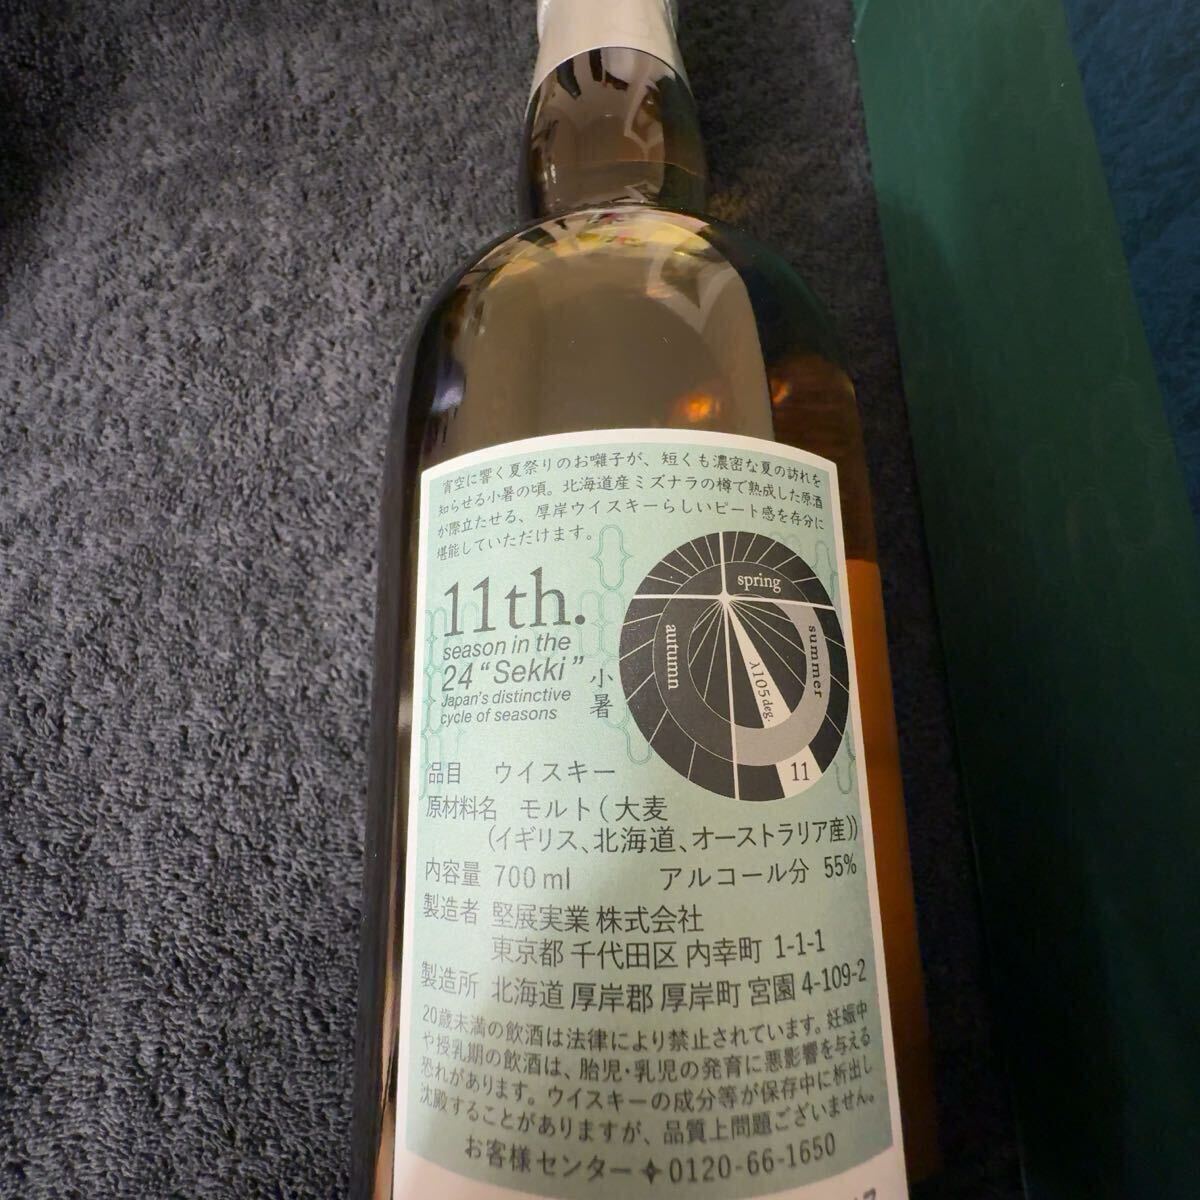 宵空に響く夏祭りのお囃子が、短くも濃密な夏の訪れを
知らせる小暑の頃。北海道産ミズナラの樽で熟成した原酒
が際立たせる、厚岸ウイスキーらしいピート感を存分に
堪能していただけます。
11th.
season in the
24 “Sekki”
Japan's distinctive
cycle of seasons
小暑
spring
summer
autumn
λ105deg.
11
品目 ウイスキー
原材料名 モルト(大麦
(イギリス、北海道、オーストラリア産))
内容量 700ml アルコール分 55%
製造者 堅展実業 株式会社
東京都 千代田区 内幸町 1-1-1
製造所 北海道 厚岸郡 厚岸町 宮園 4-109-2
20歳未満の飲酒は法律により禁止されています。妊娠中
や授乳期の飲酒は、胎児・乳児の発育に悪影響を与える
恐れがあります。ウイスキーの成分等が保存中に析出し
沈殿することがありますが、品質上問題ございません。
お客様センター✦0120-66-1650